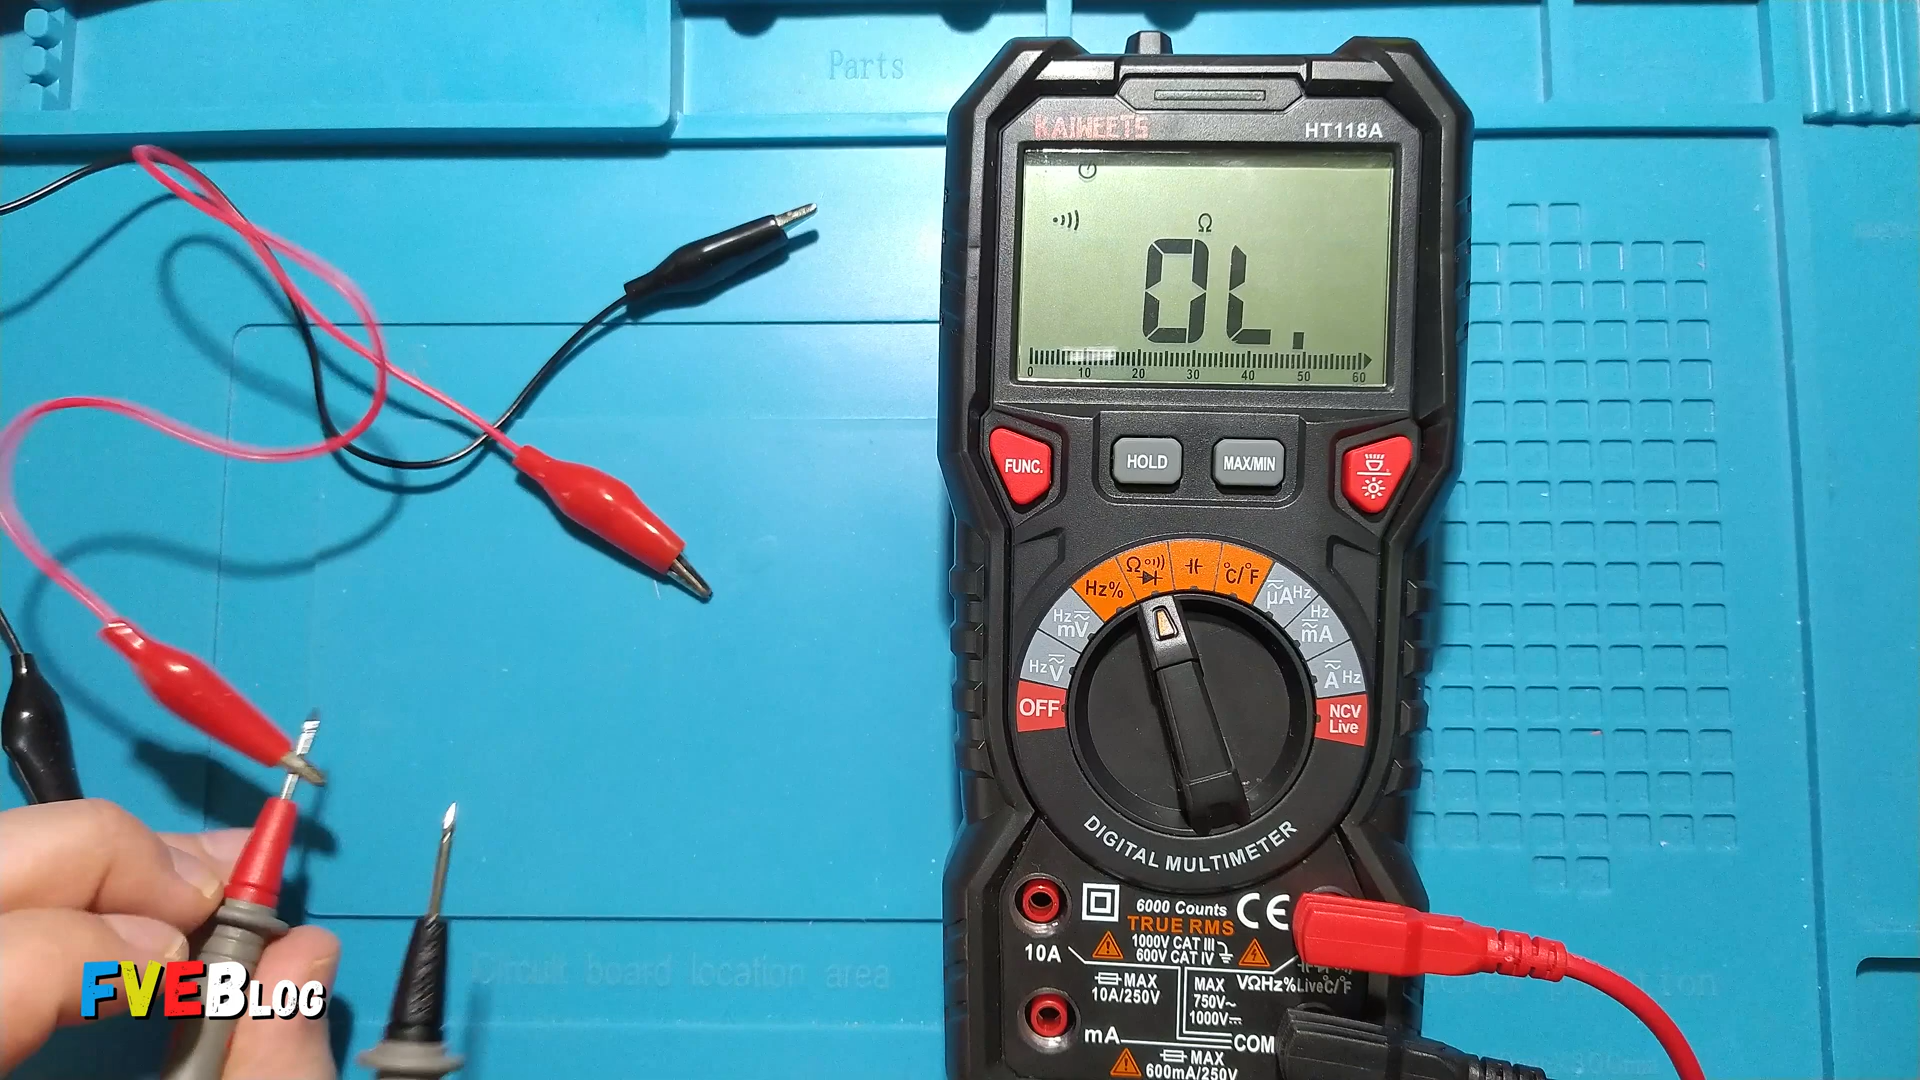 Parts
KAIWEETS
HT118A
Ω
OL.
0 10 20 30 40 50 60
FUNC.
HOLD
MAX/MIN
Hz%
Ω
°C/°F
Hz mV
μA Hz
Hz mA
Hz V
A Hz
OFF
NCV
Live
DIGITAL MULTIMETER
6000 Counts
CE
TRUE RMS
1000V CAT III
600V CAT IV
10A
MAX
10A/250V
MAX
750V~
1000V
VΩHz%LiveC/°F
mA
COM
MAX
600mA/250V
Circuit board location area
FVEBLOG